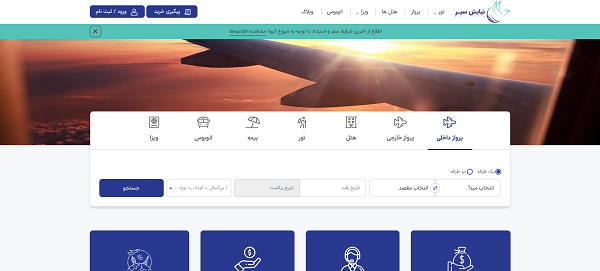 نیایش سیر
تور
پرواز
هتل ها
ویزا
اتوبوس
وبلاگ
پیگیری خرید
ورود / ثبت نام
اطلاع از آخرین شرایط سفر و استرداد با توجه به شیوع کرونا مشاهده اطلاعیه‌ها
پرواز داخلی
پرواز خارجی
هتل
تور
بیمه
اتوبوس
ویزا
یک طرفه
دو طرفه
انتخاب مبدأ
انتخاب مقصد
تاریخ رفت
تاریخ برگشت
۱ بزرگسال ,۰ کودک ,۰ نوزاد
جستجو